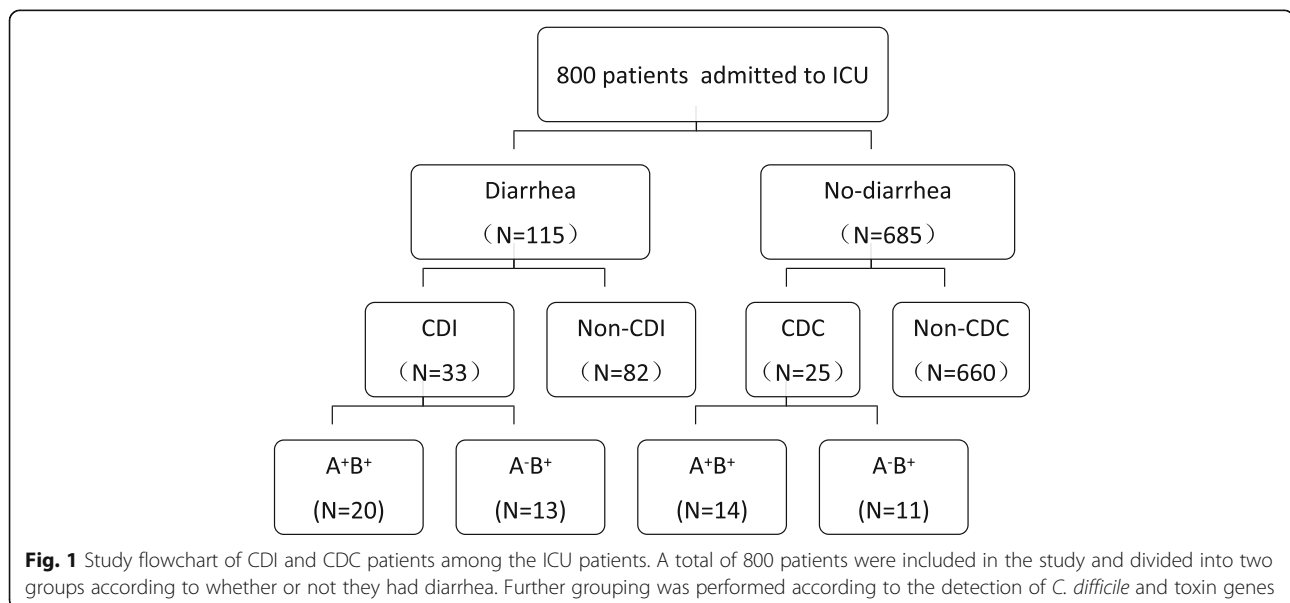 800 patients admitted to ICU
Diarrhea
（N=115）
No-diarrhea
（N=685）
CDI
（N=33）
Non-CDI
（N=82）
CDC
（N=25）
Non-CDC
（N=660）
A⁺B⁺
(N=20)
A⁻B⁺
(N=13)
A⁺B⁺
(N=14)
A⁻B⁺
(N=11)
Fig. 1 Study flowchart of CDI and CDC patients among the ICU patients. A total of 800 patients were included in the study and divided into two
groups according to whether or not they had diarrhea. Further grouping was performed according to the detection of C. difficile and toxin genes